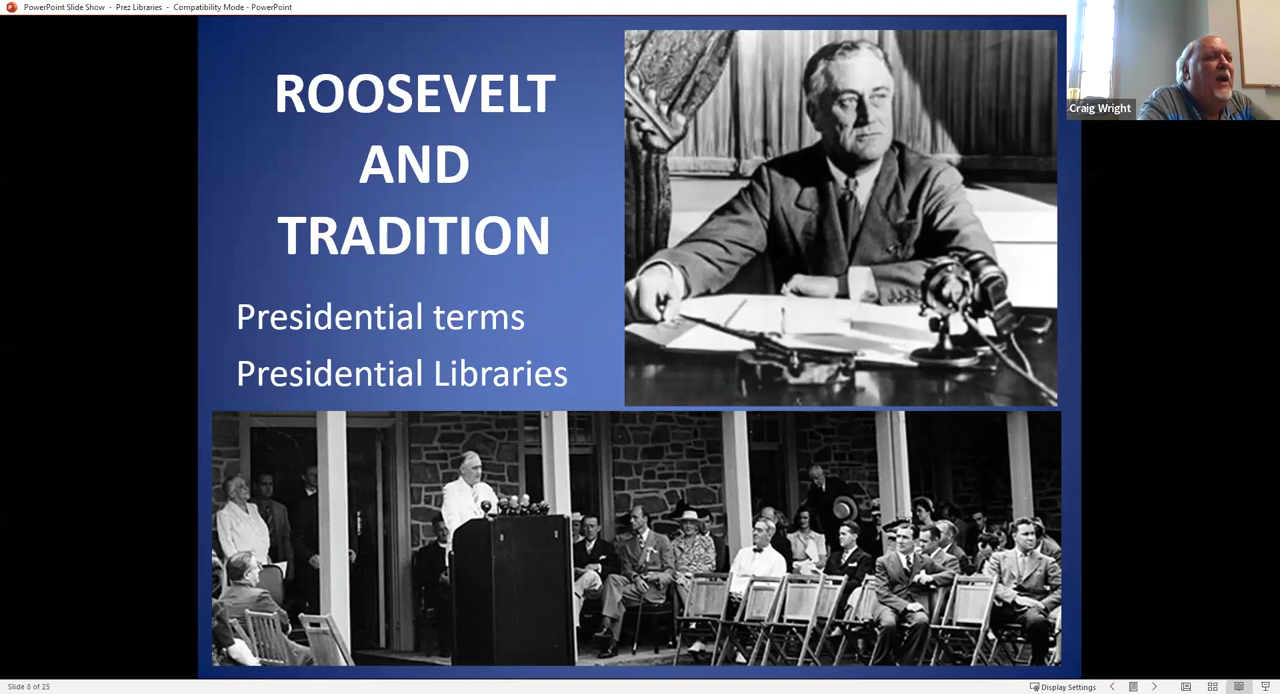 PowerPoint Slide Show - Prez Libraries - Compatibility Mode - PowerPoint
ROOSEVELT
AND
TRADITION
Presidential terms
Presidential Libraries
Craig Wright
Slide 8 of 25
Display Settings